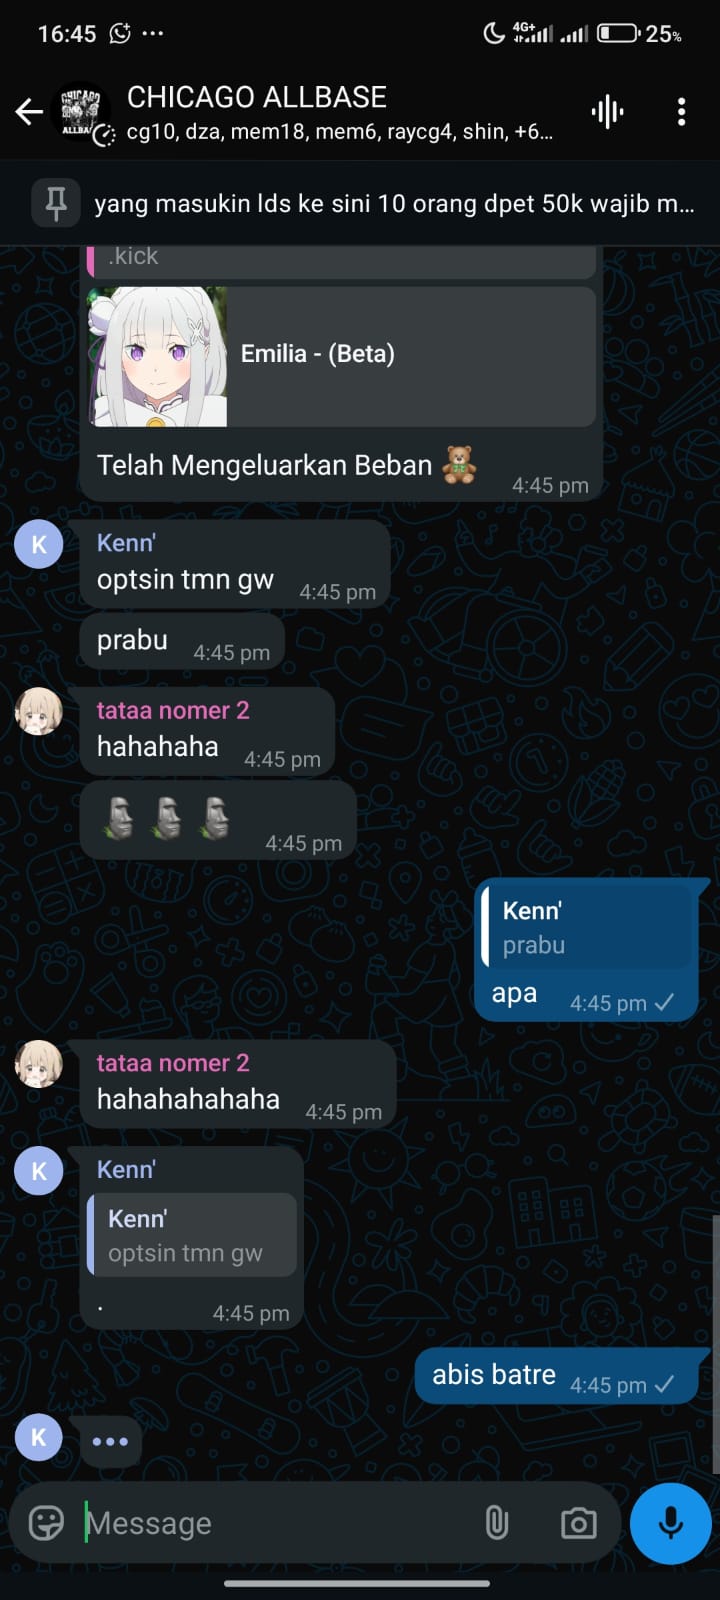 16:45
4G+
25%
CHICAGO ALLBASE
cg10, dza, mem18, mem6, raycg4, shin, +6...
yang masukin lds ke sini 10 orang dpet 50k wajib m...
.kick
Emilia - (Beta)
Telah Mengeluarkan Beban 🧸
4:45 pm
K
Kenn'
optsin tmn gw
4:45 pm
prabu
4:45 pm
tataa nomer 2
hahahaha
4:45 pm
🗿 🗿 🗿
4:45 pm
Kenn'
prabu
apa
4:45 pm
tataa nomer 2
hahahahahaha
4:45 pm
K
Kenn'
Kenn'
optsin tmn gw
.
4:45 pm
abis batre
4:45 pm
K
Message